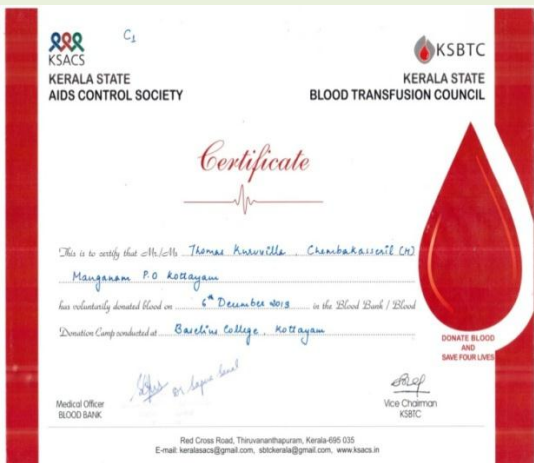 C1
KSACS
KERALA STATE
AIDS CONTROL SOCIETY
KSBTC
KERALA STATE
BLOOD TRANSFUSION COUNCIL
Certificate
This is to certify that Mr./Ms Thomas Kuruvilla, Chembakasseril (H)
Manganam P.O Kottayam
has voluntarily donated blood on 6th December 2013 in the Blood Bank / Blood
Donation Camp conducted at Baselius College, Kottayam
DONATE BLOOD
AND
SAVE FOUR LIVES
Medical Officer
BLOOD BANK
Vice Chairman
KSBTC
Red Cross Road, Thiruvananthapuram, Kerala-695 035
E-mail: keralasacs@gmail.com, sbtckerala@gmail.com, www.ksacs.in